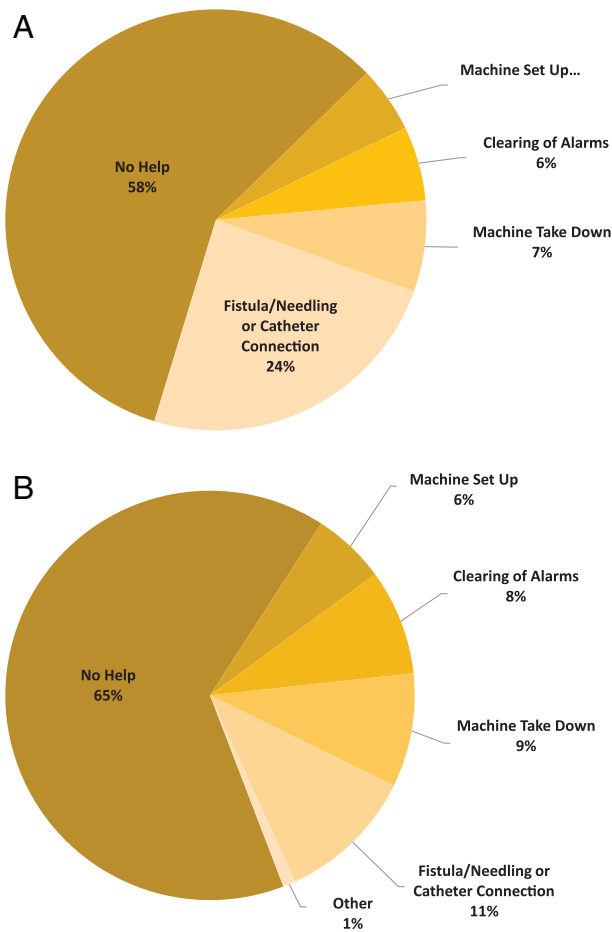 A
Machine Set Up...
Clearing of Alarms
6%
No Help
58%
Machine Take Down
7%
Fistula/Needling
or Catheter
Connection
24%
B
Machine Set Up
6%
Clearing of Alarms
8%
No Help
65%
Machine Take Down
9%
Fistula/Needling or
Catheter Connection
11%
Other
1%